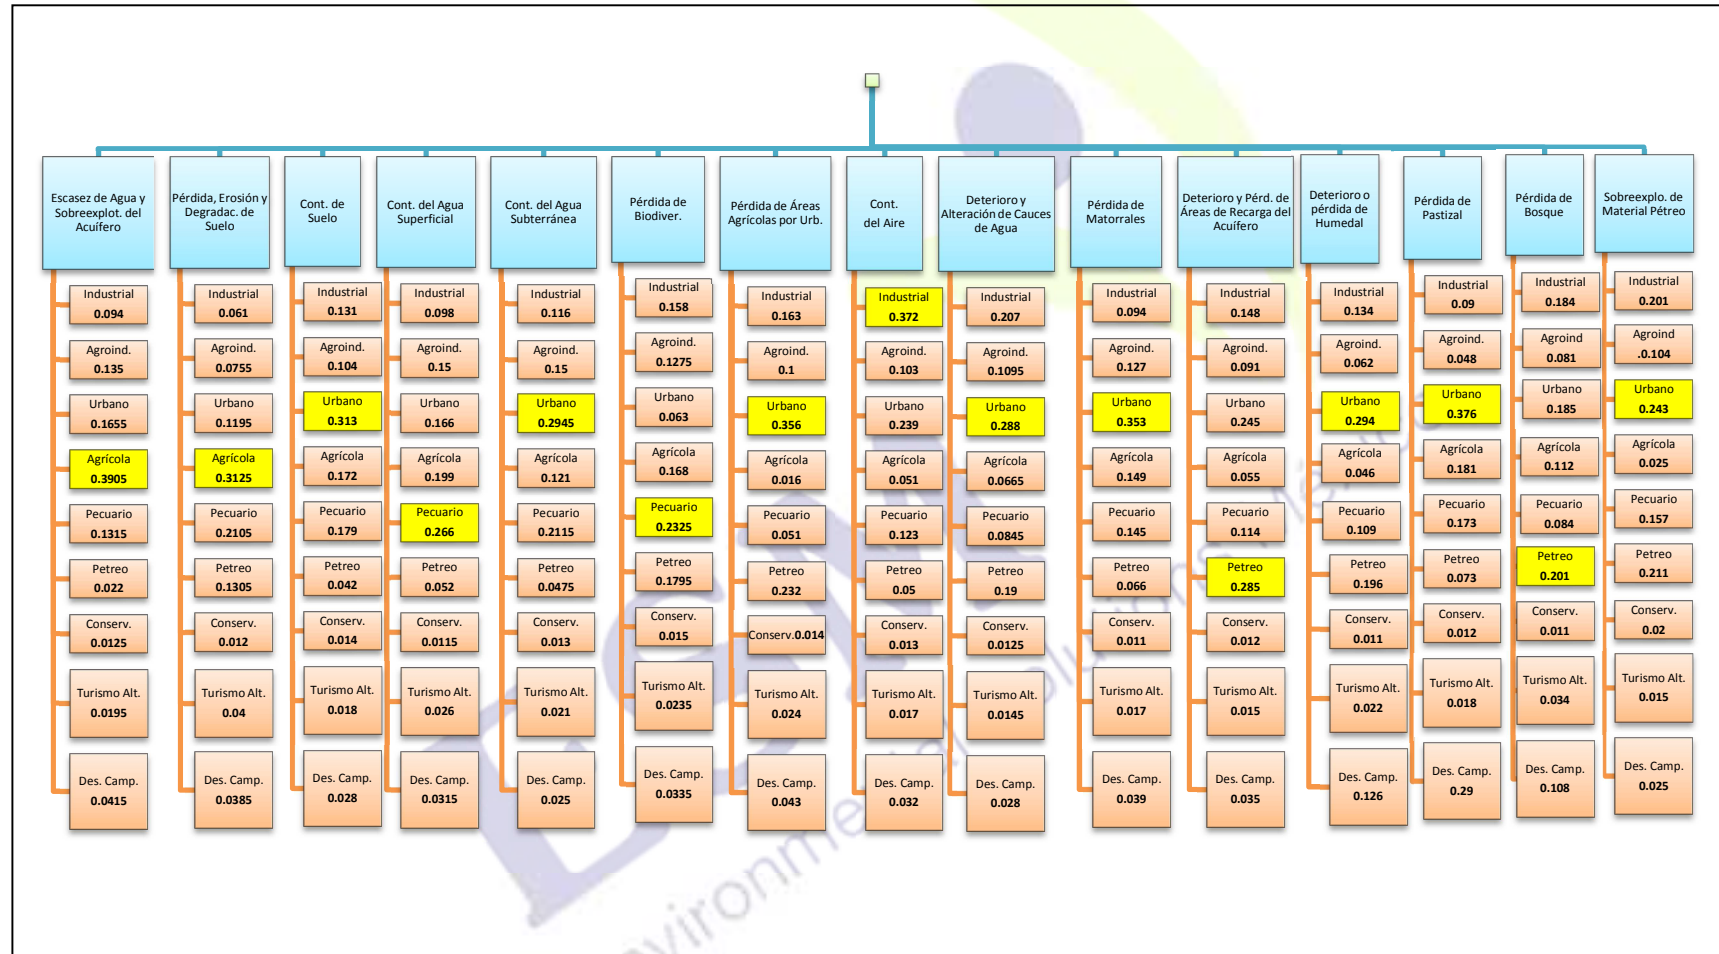 Escasez de Agua y
Sobreexplot. del
Acuífero
Industrial
0.094
Agroind.
0.135
Urbano
0.1655
Agrícola
0.3905
Pecuario
0.1315
Petreo
0.022
Conserv.
0.0125
Turismo Alt.
0.0195
Des. Camp.
0.0415
Pérdida, Erosión y
Degradac. de
Suelo
Industrial
0.061
Agroind.
0.0755
Urbano
0.1195
Agrícola
0.3125
Pecuario
0.2105
Petreo
0.1305
Conserv.
0.012
Turismo Alt.
0.04
Des. Camp.
0.0385
Cont. de
Suelo
Industrial
0.131
Agroind.
0.104
Urbano
0.313
Agrícola
0.172
Pecuario
0.179
Petreo
0.042
Conserv.
0.014
Turismo Alt.
0.018
Des. Camp.
0.028
Cont. del Agua
Superficial
Industrial
0.098
Agroind.
0.15
Urbano
0.166
Agrícola
0.199
Pecuario
0.266
Petreo
0.052
Conserv.
0.0115
Turismo Alt.
0.026
Des. Camp.
0.0315
Cont. del Agua
Subterránea
Industrial
0.116
Agroind.
0.15
Urbano
0.2945
Agrícola
0.121
Pecuario
0.2115
Petreo
0.0475
Conserv.
0.013
Turismo Alt.
0.021
Des. Camp.
0.025
Pérdida de
Biodiver.
Industrial
0.158
Agroind.
0.1275
Urbano
0.063
Agrícola
0.168
Pecuario
0.2325
Petreo
0.1795
Conserv.
0.015
Turismo Alt.
0.0235
Des. Camp.
0.0335
Pérdida de Áreas
Agrícolas por Urb.
Industrial
0.163
Agroind.
0.1
Urbano
0.356
Agrícola
0.016
Pecuario
0.051
Petreo
0.232
Conserv.0.014
Turismo Alt.
0.024
Des. Camp.
0.043
Cont.
del Aire
Industrial
0.372
Agroind.
0.103
Urbano
0.239
Agrícola
0.051
Pecuario
0.123
Petreo
0.05
Conserv.
0.013
Turismo Alt.
0.017
Des. Camp.
0.032
Deterioro y
Alteración de Cauces
de Agua
Industrial
0.207
Agroind.
0.1095
Urbano
0.288
Agrícola
0.0665
Pecuario
0.0845
Petreo
0.19
Conserv.
0.0125
Turismo Alt.
0.0145
Des. Camp.
0.028
Pérdida de
Matorrales
Industrial
0.094
Agroind.
0.127
Urbano
0.353
Agrícola
0.149
Pecuario
0.145
Petreo
0.066
Conserv.
0.011
Turismo Alt.
0.017
Des. Camp.
0.039
Deterioro y Pérd. de
Áreas de Recarga del
Acuífero
Industrial
0.148
Agroind.
0.091
Urbano
0.245
Agrícola
0.055
Pecuario
0.114
Petreo
0.285
Conserv.
0.012
Turismo Alt.
0.015
Des. Camp.
0.035
Deterioro o
pérdida de
Humedal
Industrial
0.134
Agroind.
0.062
Urbano
0.294
Agrícola
0.046
Pecuario
0.109
Petreo
0.196
Conserv.
0.011
Turismo Alt.
0.022
Des. Camp.
0.126
Pérdida de
Pastizal
Industrial
0.09
Agroind.
0.048
Urbano
0.376
Agrícola
0.181
Pecuario
0.173
Petreo
0.073
Conserv.
0.012
Turismo Alt.
0.018
Des. Camp.
0.29
Pérdida de
Bosque
Industrial
0.184
Agroind
0.081
Urbano
0.185
Agrícola
0.112
Pecuario
0.084
Petreo
0.201
Conserv.
0.011
Turismo Alt.
0.034
Des. Camp.
0.108
Sobreexplo. de
Material Pétreo
Industrial
0.201
Agroind
.0.104
Urbano
0.243
Agrícola
0.025
Pecuario
0.157
Petreo
0.211
Conserv.
0.02
Turismo Alt.
0.015
Des. Camp.
0.025